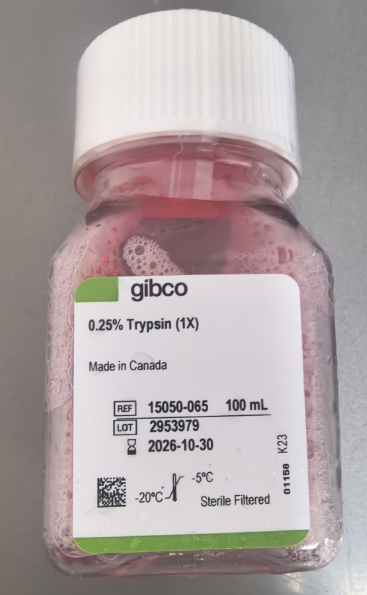 gibco
0.25% Trypsin (1X)
Made in Canada
REF 15050-065 100 mL
LOT 2953979
2026-10-30
-5°C
-20°C
Sterile Filtered
01158 K23